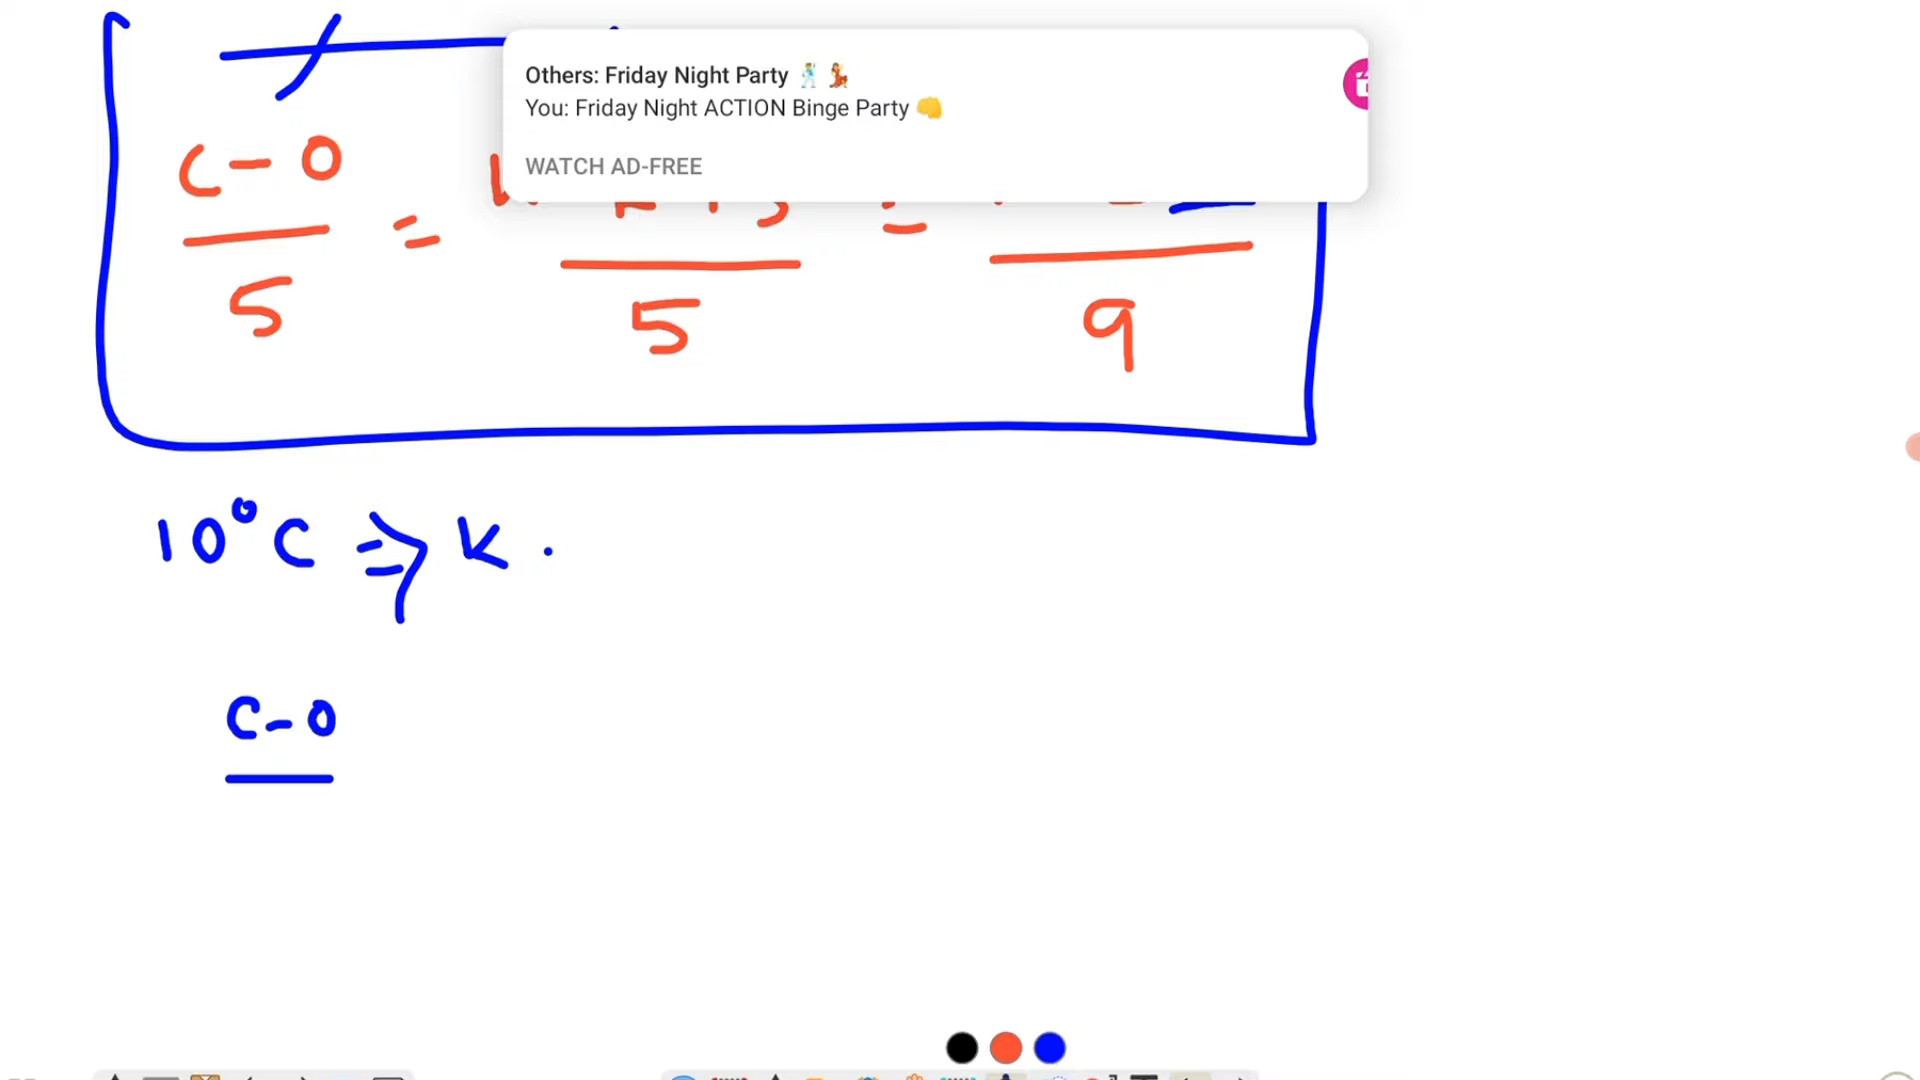 Others: Friday Night Party 🕺💃
You: Friday Night ACTION Binge Party 👊
WATCH AD-FREE
C - 0
=
=
5
5
9
10°C ⇒ K .
C - 0